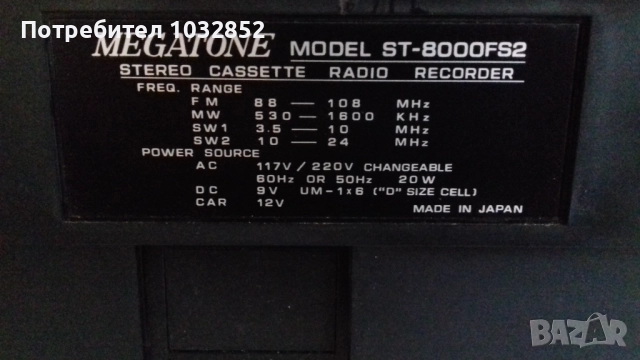 Потребител 1032852
MEGATONE MODEL ST-8000FS2
STEREO CASSETTE RADIO RECORDER
FREQ. RANGE
FM 88 — 108 MHz
MW 530 — 1600 KHz
SW1 3.5 — 10 MHz
SW2 10 — 24 MHz
POWER SOURCE
AC 117V / 220V CHANGEABLE
60Hz OR 50Hz 20W
DC 9V UM-1x6 ("D" SIZE CELL)
CAR 12V
MADE IN JAPAN
BAZAR